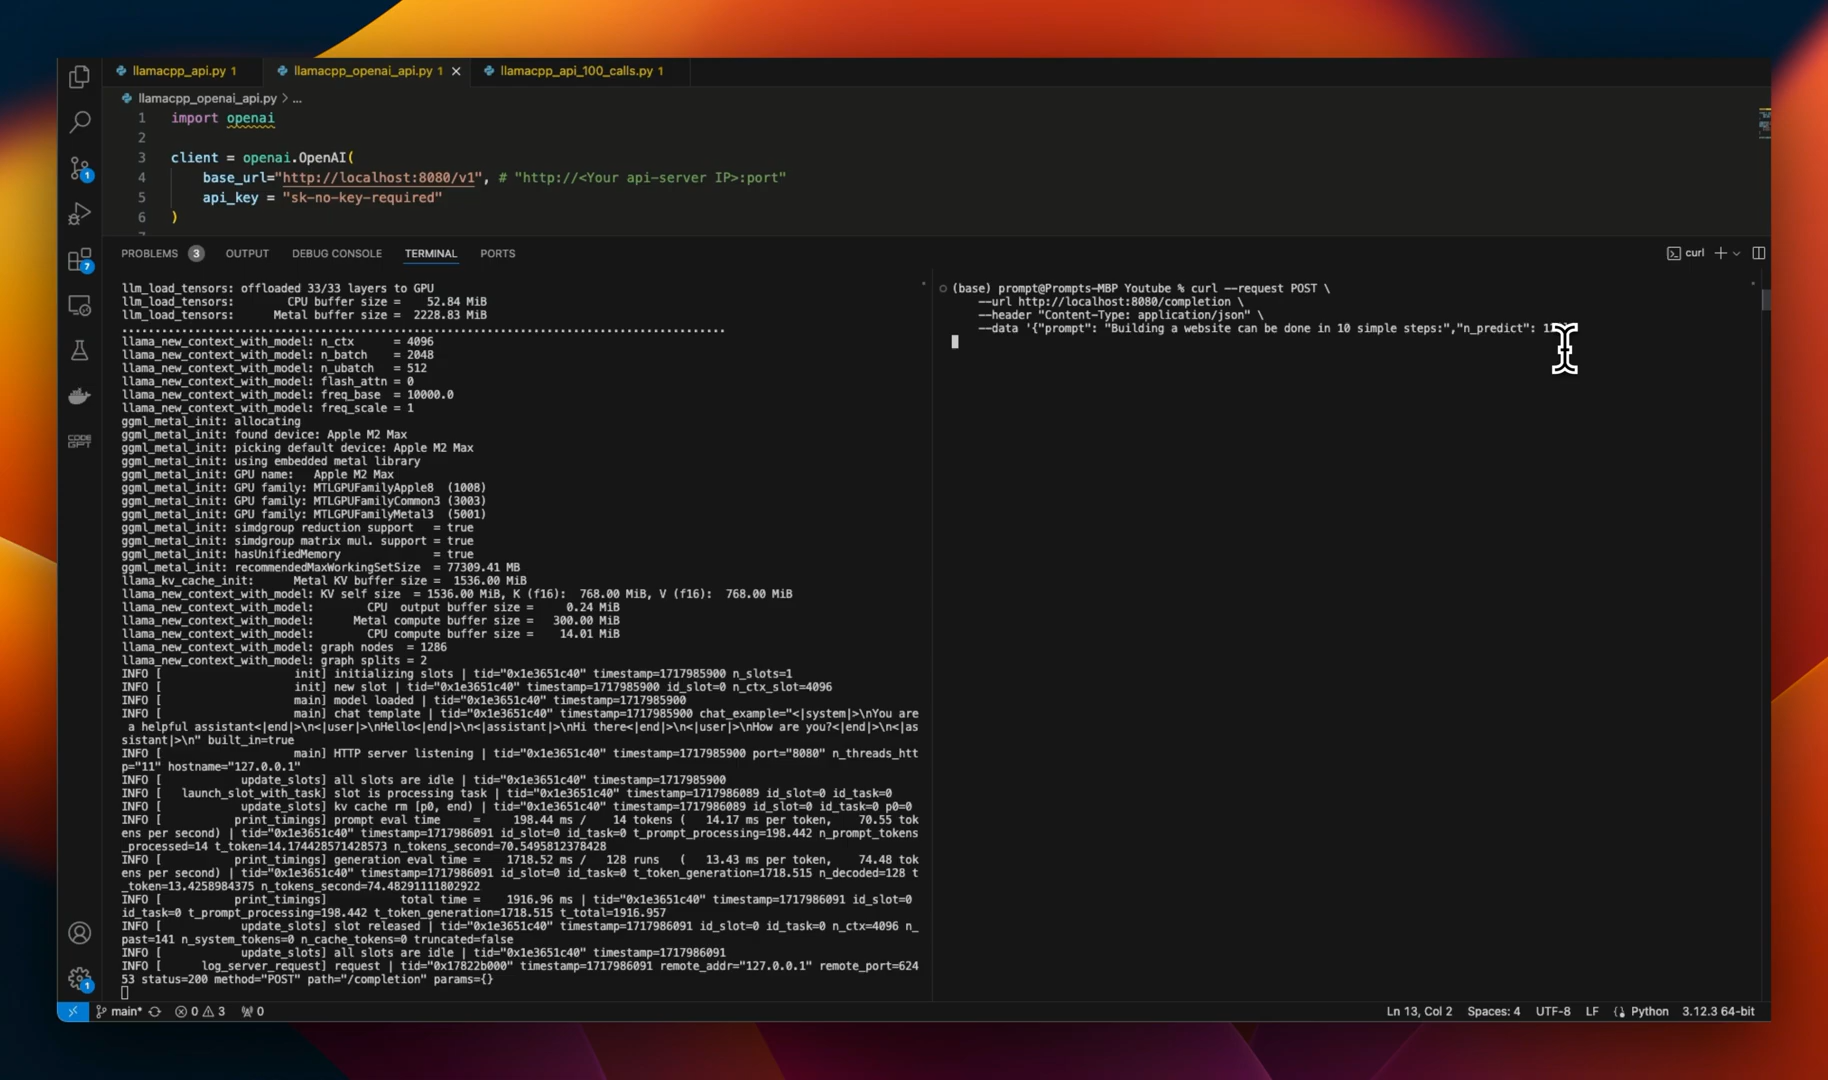 llamacpp_api.py 1
llamacpp_openai_api.py 1
llamacpp_api_100_calls.py 1
llamacpp_openai_api.py > ...
1 import openai
2
3 client = openai.OpenAI(
4 base_url="http://localhost:8080/v1", # "http://<Your api-server IP>:port"
5 api_key = "sk-no-key-required"
6 )
PROBLEMS 3 OUTPUT DEBUG CONSOLE TERMINAL PORTS
curl
llm_load_tensors: offloaded 33/33 layers to GPU
llm_load_tensors: CPU buffer size = 52.84 MiB
llm_load_tensors: Metal buffer size = 2228.83 MiB
...........................................................................................
llama_new_context_with_model: n_ctx = 4096
llama_new_context_with_model: n_batch = 2048
llama_new_context_with_model: n_ubatch = 512
llama_new_context_with_model: flash_attn = 0
llama_new_context_with_model: freq_base = 10000.0
llama_new_context_with_model: freq_scale = 1
ggml_metal_init: allocating
ggml_metal_init: found device: Apple M2 Max
ggml_metal_init: picking default device: Apple M2 Max
ggml_metal_init: using embedded metal library
ggml_metal_init: GPU name: Apple M2 Max
ggml_metal_init: GPU family: MTLGPUFamilyApple8 (1008)
ggml_metal_init: GPU family: MTLGPUFamilyCommon3 (3003)
ggml_metal_init: GPU family: MTLGPUFamilyMetal3 (5001)
ggml_metal_init: simdgroup reduction support = true
ggml_metal_init: simdgroup matrix mul. support = true
ggml_metal_init: hasUnifiedMemory = true
ggml_metal_init: recommendedMaxWorkingSetSize = 77309.41 MB
llama_kv_cache_init: Metal KV buffer size = 1536.00 MiB
llama_new_context_with_model: KV self size = 1536.00 MiB, K (f16): 768.00 MiB, V (f16): 768.00 MiB
llama_new_context_with_model: CPU output buffer size = 0.24 MiB
llama_new_context_with_model: Metal compute buffer size = 300.00 MiB
llama_new_context_with_model: CPU compute buffer size = 14.01 MiB
llama_new_context_with_model: graph nodes = 1286
llama_new_context_with_model: graph splits = 2
INFO [ init] initializing slots | tid="0x1e3651c40" timestamp=1717985900 n_slots=1
INFO [ init] new slot | tid="0x1e3651c40" timestamp=1717985900 id_slot=0 n_ctx_slot=4096
INFO [ main] model loaded | tid="0x1e3651c40" timestamp=1717985900
INFO [ main] chat template | tid="0x1e3651c40" timestamp=1717985900 chat_example="<|system|>\nYou are
a helpful assistant<|end|>\n<|user|>\nHello<|end|>\n<|assistant|>\nHi there<|end|>\n<|user|>\nHow are you?<|end|>\n<|as
sistant|>\n" built_in=true
INFO [ main] HTTP server listening | tid="0x1e3651c40" timestamp=1717985900 port="8080" n_threads_htt
p="11" hostname="127.0.0.1"
INFO [ update_slots] all slots are idle | tid="0x1e3651c40" timestamp=1717985900
INFO [ launch_slot_with_task] slot is processing task | tid="0x1e3651c40" timestamp=1717986089 id_slot=0 id_task=0
INFO [ update_slots] kv cache rm [p0, end) | tid="0x1e3651c40" timestamp=1717986089 id_slot=0 id_task=0 p0=0
INFO [ print_timings] prompt eval time = 198.44 ms / 14 tokens ( 14.17 ms per token, 70.55 tok
ens per second) | tid="0x1e3651c40" timestamp=1717986091 id_slot=0 id_task=0 t_prompt_processing=198.442 n_prompt_tokens
_processed=14 t_token=14.174428571428573 n_tokens_second=70.5495812378428
INFO [ print_timings] generation eval time = 1718.52 ms / 128 runs ( 13.43 ms per token, 74.48 tok
ens per second) | tid="0x1e3651c40" timestamp=1717986091 id_slot=0 id_task=0 t_token_generation=1718.515 n_decoded=128 t
_token=13.4258984375 n_tokens_second=74.48291111802922
INFO [ print_timings] total time = 1916.96 ms | tid="0x1e3651c40" timestamp=1717986091 id_slot=0
id_task=0 t_prompt_processing=198.442 t_token_generation=1718.515 t_total=1916.957
INFO [ update_slots] slot released | tid="0x1e3651c40" timestamp=1717986091 id_slot=0 id_task=0 n_ctx=4096 n_
past=141 n_system_tokens=0 n_cache_tokens=0 truncated=false
INFO [ update_slots] all slots are idle | tid="0x1e3651c40" timestamp=1717986091
INFO [ log_server_request] request | tid="0x17822b000" timestamp=1717986091 remote_addr="127.0.0.1" remote_port=624
53 status=200 method="POST" path="/completion" params={}
(base) prompt@Prompts-MBP Youtube % curl --request POST \
--url http://localhost:8080/completion \
--header "Content-Type: application/json" \
--data '{"prompt": "Building a website can be done in 10 simple steps:","n_predict":
1
7
CODE
GPT
1
main* 0 3 0
Ln 13, Col 2 Spaces: 4 UTF-8 LF Python 3.12.3 64-bit